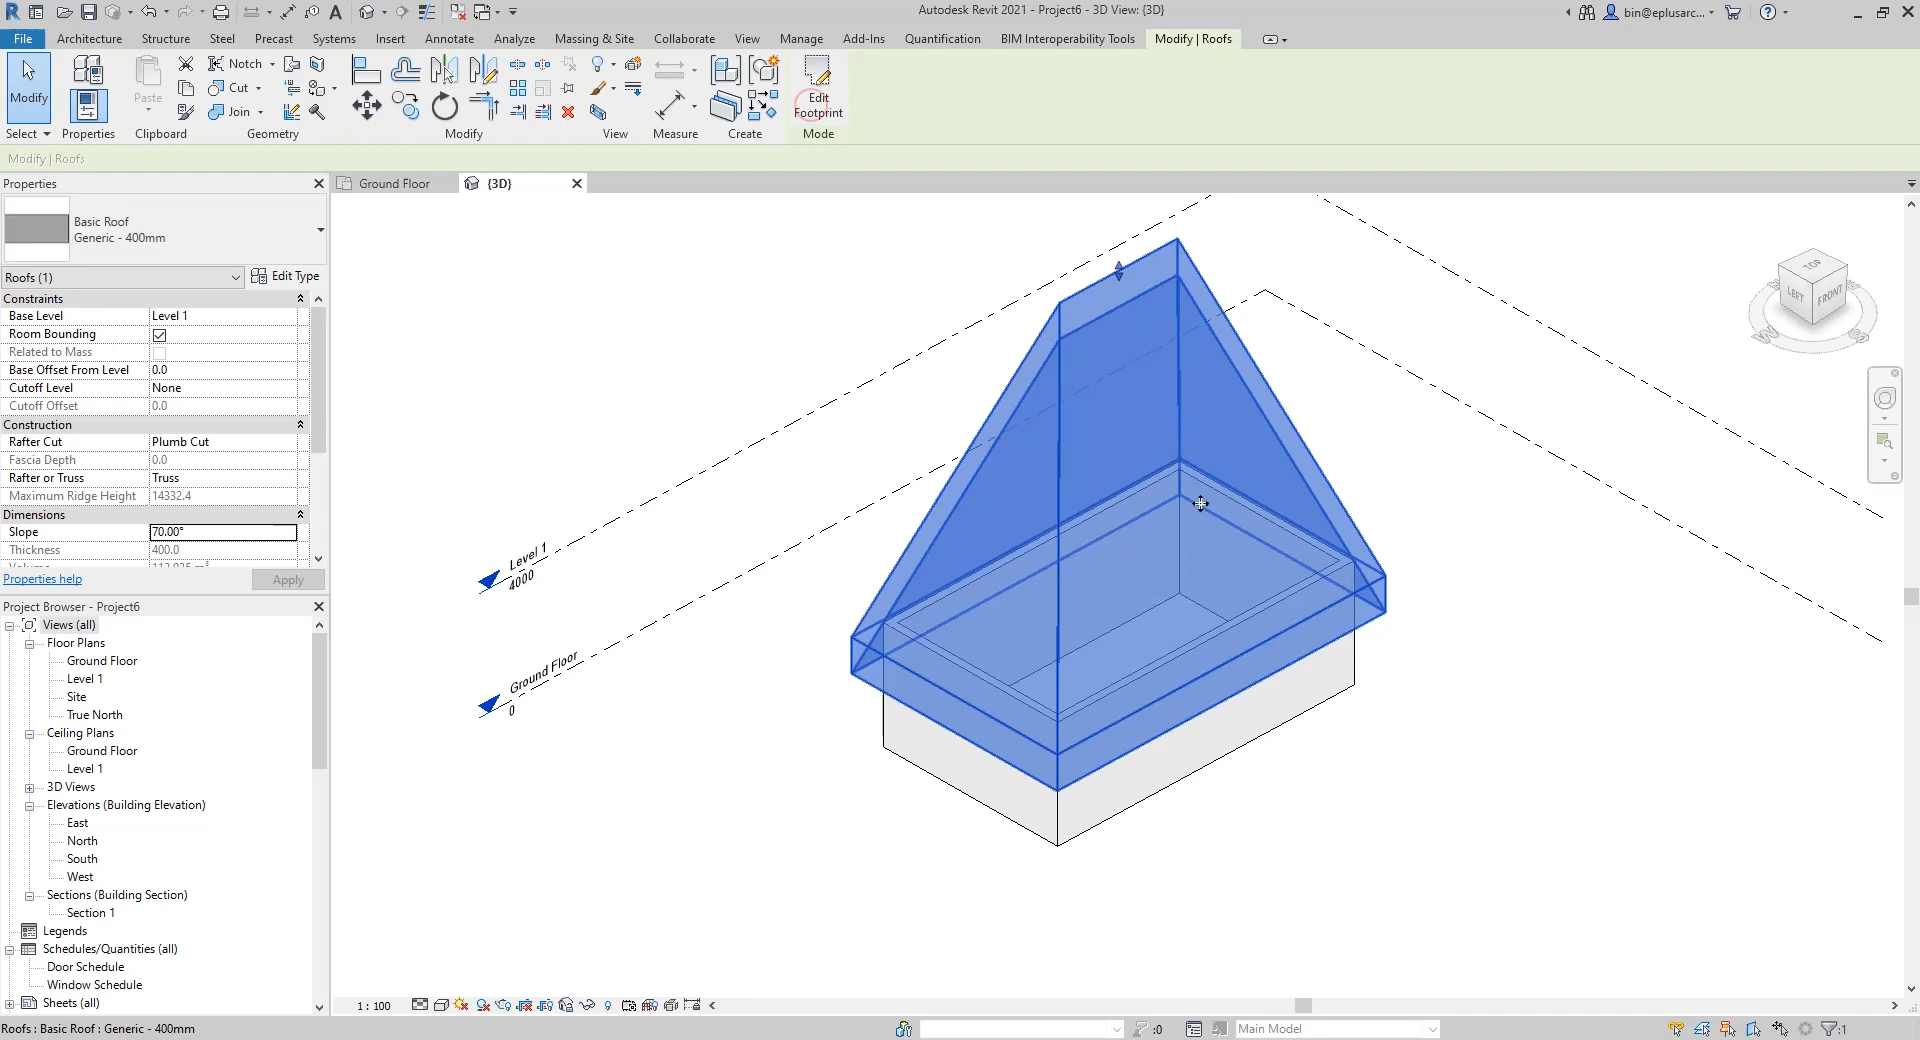 Autodesk Revit 2021 - Project6 - 3D View: {3D}
bin@eplusarc...
File Architecture Structure Steel Precast Systems Insert Annotate Analyze Massing & Site Collaborate View Manage Add-Ins Quantification BIM Interoperability Tools Modify | Roofs
Modify
Paste
Notch
Cut
Join
Edit
Footprint
Select Properties Clipboard Geometry Modify View Measure Create Mode
Modify | Roofs
Properties
Ground Floor
{3D}
Basic Roof
Generic - 400mm
Roofs (1)
Edit Type
Constraints
Base Level Level 1
Room Bounding
Related to Mass
Base Offset From Level 0.0
Cutoff Level None
Cutoff Offset 0.0
Construction
Rafter Cut Plumb Cut
Fascia Depth 0.0
Rafter or Truss Truss
Maximum Ridge Height 14332.4
Dimensions
Slope 70.00°
Thickness 400.0
Properties help
Apply
Project Browser - Project6
Views (all)
Floor Plans
Ground Floor
Level 1
Site
True North
Ceiling Plans
Ground Floor
Level 1
3D Views
Elevations (Building Elevation)
East
North
South
West
Sections (Building Section)
Section 1
Legends
Schedules/Quantities (all)
Door Schedule
Window Schedule
Sheets (all)
Level 1
4000
Ground Floor
0
TOP
LEFT
FRONT
1 : 100
Roofs : Basic Roof : Generic - 400mm
:0
Main Model
:1